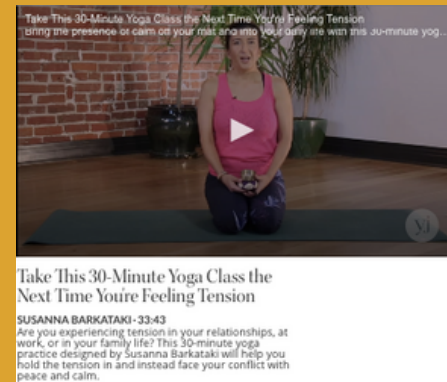 Take This 30-Minute Yoga Class the Next Time You're Feeling Tension
Bring the presence of calm off your mat and into your daily life with this 30-minute yog...
yj
Take This 30-Minute Yoga Class the
Next Time You're Feeling Tension
SUSANNA BARKATAKI · 33:43
Are you experiencing tension in your relationships, at
work, or in your family life? This 30-minute yoga
practice designed by Susanna Barkataki will help you
hold the tension in and instead face your conflict with
peace and calm.